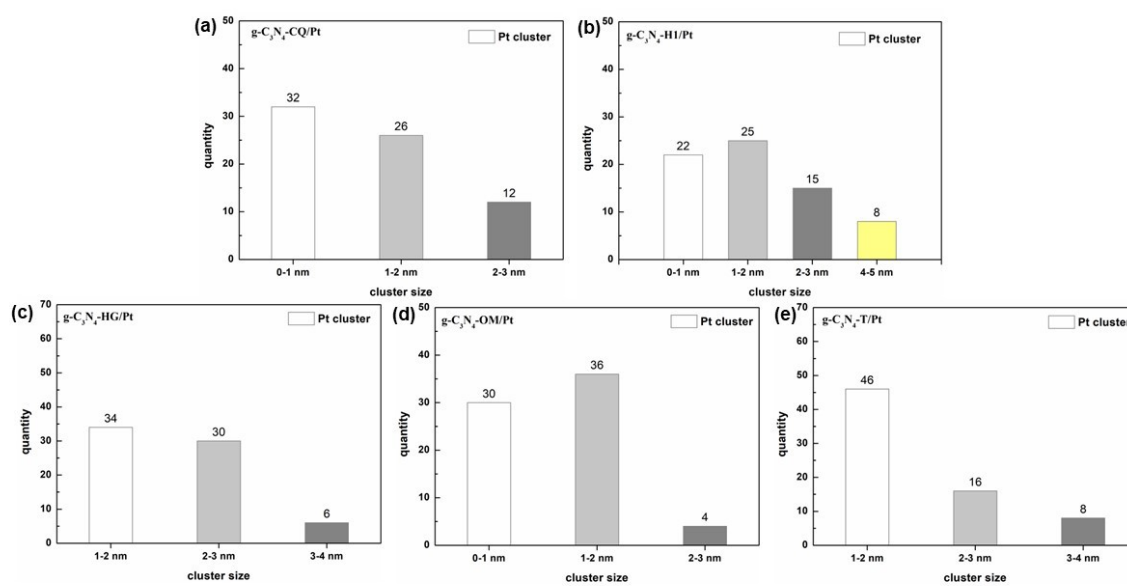 (a)
g-C₃N₄-CQ/Pt
Pt cluster
50
40
30
20
10
0
quantity
32
26
12
0-1 nm 1-2 nm 2-3 nm
cluster size
(b)
g-C₃N₄-H1/Pt
Pt cluster
50
40
30
20
10
0
quantity
22
25
15
8
0-1 nm 1-2 nm 2-3 nm 4-5 nm
cluster size
(c)
g-C₃N₄-HG/Pt
Pt cluster
70
60
50
40
30
20
10
0
quantity
34
30
6
1-2 nm 2-3 nm 3-4 nm
cluster size
(d)
g-C₃N₄-OM/Pt
Pt cluster
50
40
30
20
10
0
quantity
30
36
4
0-1 nm 1-2 nm 2-3 nm
cluster size
(e)
g-C₃N₄-T/Pt
Pt cluster
70
60
50
40
30
20
10
0
quantity
46
16
8
1-2 nm 2-3 nm 3-4 nm
cluster size